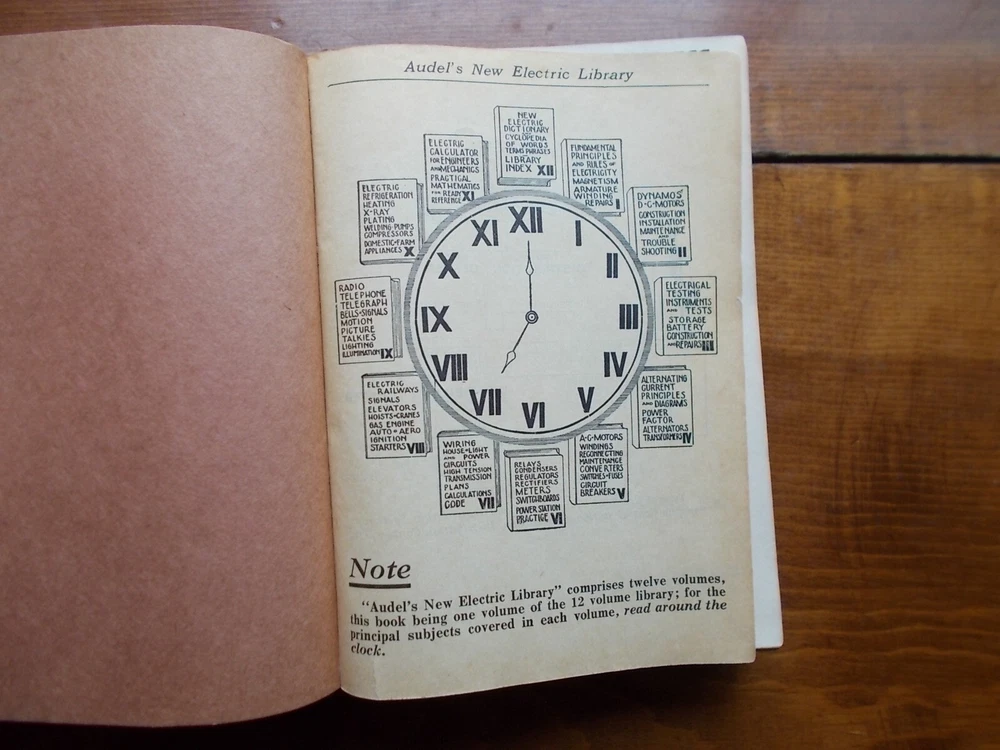 Audel's New Electric Library
NEW
ELECTRIC
DICTIONARY
CYCLOPEDIA
OF WORDS
TERMS PHRASES
LIBRARY
INDEX XII
FUNDAMENTAL
PRINCIPLES
AND RULES OF
ELECTRICITY
MAGNETISM
ARMATURE
WINDING
REPAIRS I
DYNAMOS
D-C-MOTORS
CONSTRUCTION
INSTALLATION
MAINTENANCE
AND
TROUBLE
SHOOTING II
ELECTRICAL
TESTING
INSTRUMENTS
AND TESTS
STORAGE
BATTERY
CONSTRUCTION
AND REPAIRS III
ALTERNATING
CURRENT
PRINCIPLES
AND DIAGRAMS
POWER
FACTOR
ALTERNATORS
TRANSFORMERS IV
A-C-MOTORS
WINDINGS
RECONNECTING
MAINTENANCE
CONVERTERS
SWITCHES-FUSES
CIRCUIT
BREAKERS V
RELAYS
CONDENSERS
REGULATORS
RECTIFIERS
METERS
SWITCHBOARDS
POWER STATION
PRACTICE VI
WIRING
HOUSE-LIGHT
AND POWER
CIRCUITS
HIGH TENSION
TRANSMISSION
PLANS
CALCULATIONS
CODE VII
ELECTRIC
RAILWAYS
SIGNALS
ELEVATORS
HOISTS-CRANES
GAS ENGINE
AUTO-AERO
IGNITION
STARTERS VIII
RADIO
TELEPHONE
TELEGRAPH
BELLS-SIGNALS
MOTION
PICTURE
TALKIES
LIGHTING
ILLUMINATION IX
ELECTRIC
REFRIGERATION
HEATING
X-RAY
PLATING
WELDING-PUMPS
COMPRESSORS
DOMESTIC-FARM
APPLIANCES X
ELECTRIC
CALCULATOR
FOR ENGINEERS
AND MECHANICS
PRACTICAL
MATHEMATICS
FOR READY
REFERENCE XI
XII
I
II
III
IV
V
VI
VII
VIII
IX
X
XI
Note
"Audel's New Electric Library" comprises twelve volumes,
this book being one volume of the 12 volume library; for the
principal subjects covered in each volume, read around the
clock.